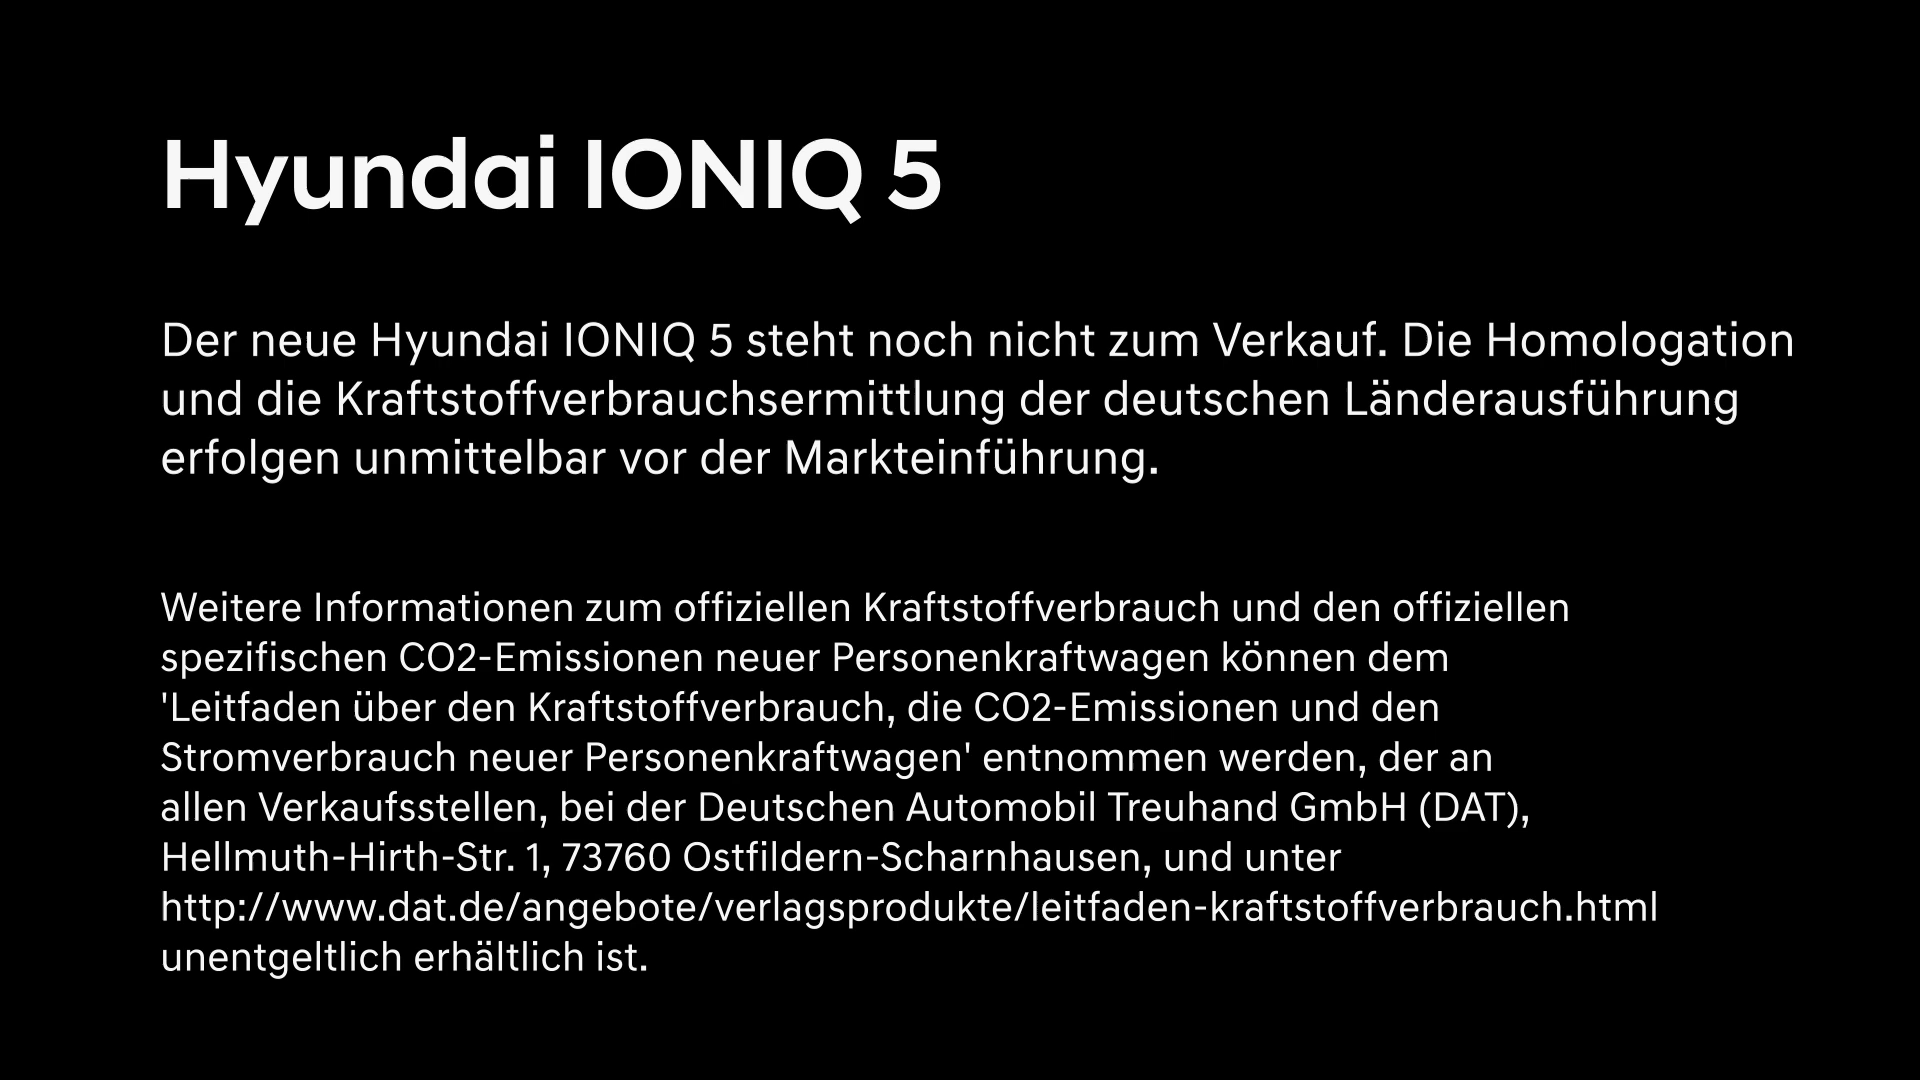 Hyundai IONIQ 5
Der neue Hyundai IONIQ 5 steht noch nicht zum Verkauf. Die Homologation
und die Kraftstoffverbrauchsermittlung der deutschen Länderausführung
erfolgen unmittelbar vor der Markteinführung.
Weitere Informationen zum offiziellen Kraftstoffverbrauch und den offiziellen
spezifischen CO2-Emissionen neuer Personenkraftwagen können dem
'Leitfaden über den Kraftstoffverbrauch, die CO2-Emissionen und den
Stromverbrauch neuer Personenkraftwagen' entnommen werden, der an
allen Verkaufsstellen, bei der Deutschen Automobil Treuhand GmbH (DAT),
Hellmuth-Hirth-Str. 1, 73760 Ostfildern-Scharnhausen, und unter
http://www.dat.de/angebote/verlagsprodukte/leitfaden-kraftstoffverbrauch.html
unentgeltlich erhältlich ist.